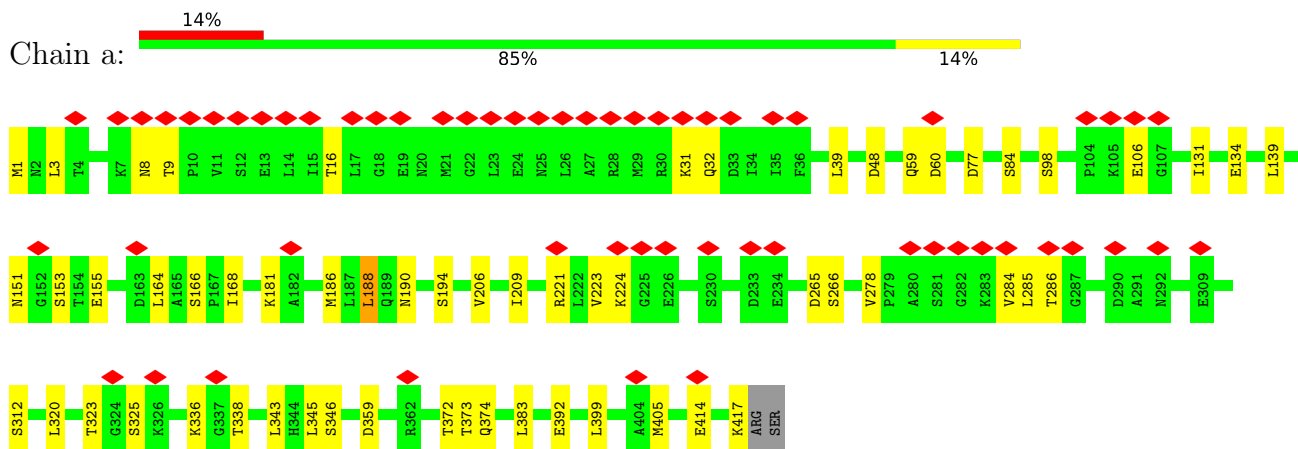 14%
Chain a:
85%
14%
M1 N2 L3 T4 K7 N8 T9 P10 V11 S12 E13 L14 I15 T16 L17 G18 E19 N20 M21 G22 L23 E24 N25 L26 A27 R28 M29 R30 K31 Q32 D33 I34 I35 F36 L39 D48 Q59 D60 D77 S84 S98 P104 K105 E106 G107 I131 E134 L139
N151 G152 S153 T154 E155 D163 L164 A165 S166 P167 I168 K181 A182 M186 L187 L188 Q189 N190 S194 V206 I209 R221 L222 V223 K224 G225 E226 S230 D233 E234 D265 S266 V278 P279 A280 S281 G282 K283 V284 L285 T286 G287 D290 A291 N292 E309
S312 L320 T323 G324 S325 K326 K336 G337 T338 L343 H344 L345 S346 D359 R362 T372 T373 Q374 L383 E392 L399 A404 M405 E414 K417 ARG SER